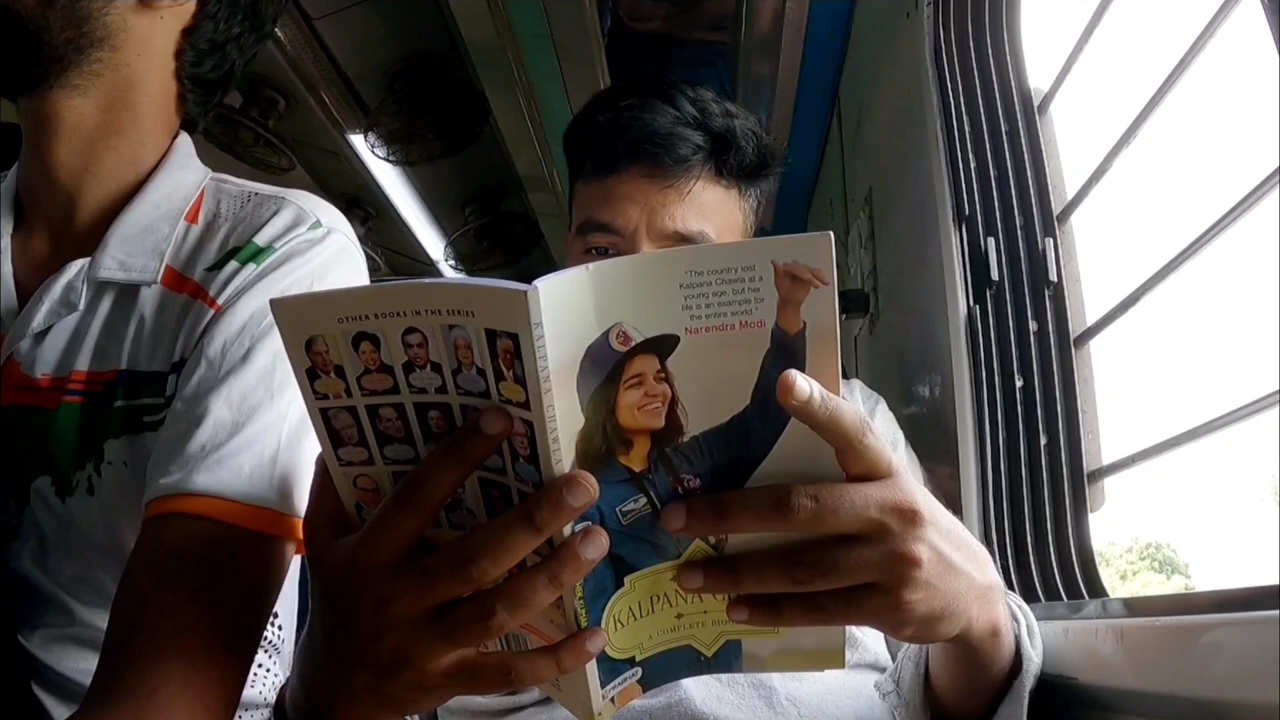 OTHER BOOKS IN THE SERIES
KALPANA CHAWLA
"The country lost
Kalpana Chawla at a
young age, but her
life is an example for
the entire world."
Narendra Modi
KALPANA
A COMPLETE
PRABHAT